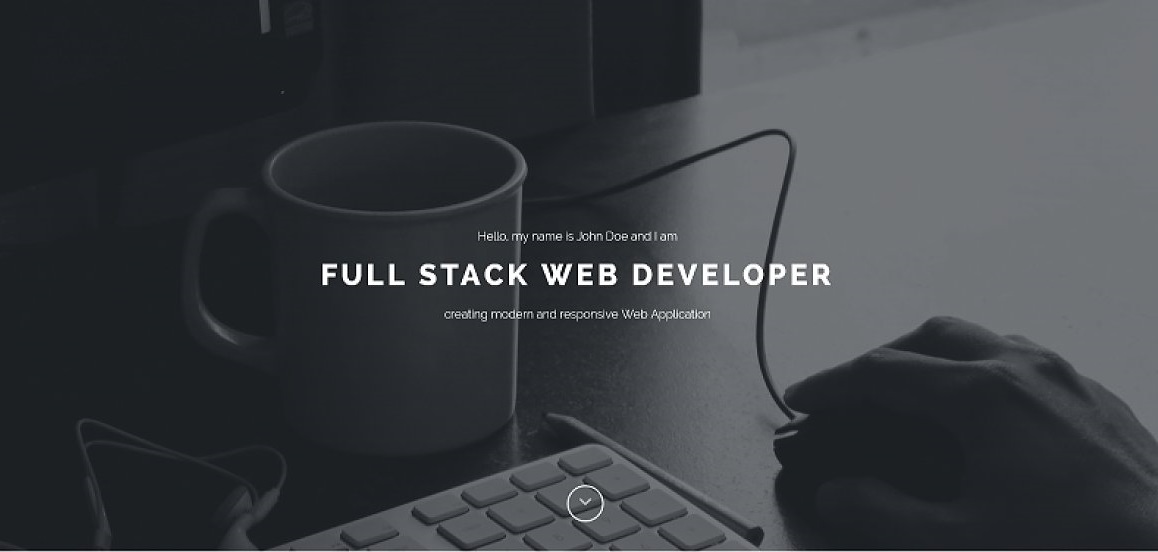 Hello, my name is John Doe and I am
FULL STACK WEB DEVELOPER
creating modern and responsive Web Application